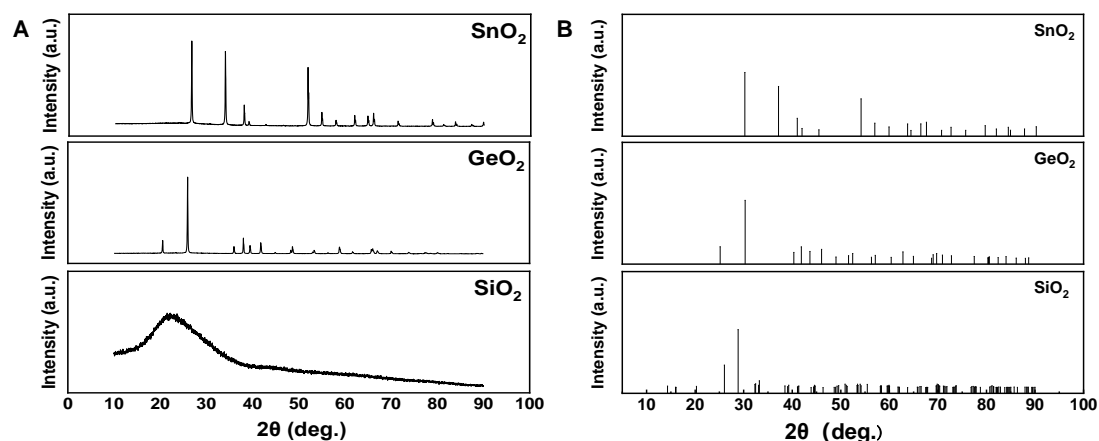 A
Intensity (a.u.)
SnO₂
Intensity (a.u.)
GeO₂
Intensity (a.u.)
SiO₂
0 10 20 30 40 50 60 70 80 90 100
2θ (deg.)
B
Intensity (a.u.)
SnO₂
Intensity (a.u.)
GeO₂
Intensity (a.u.)
SiO₂
10 20 30 40 50 60 70 80 90 100
2θ (deg.)